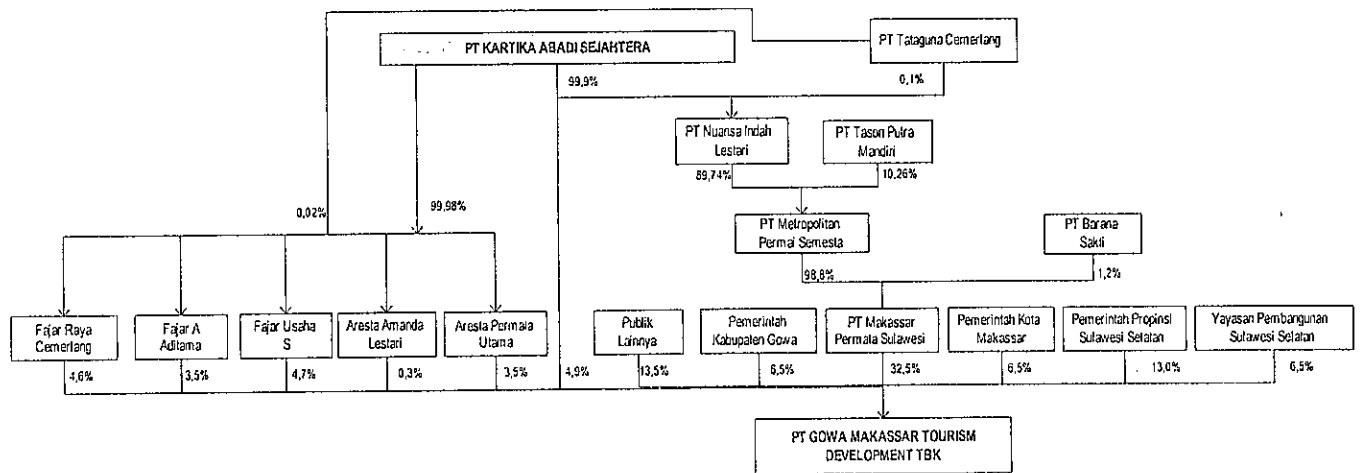 PT KARTIKA ABADI SEJAHTERA
PT Tataguna Cemerlang
99,9%
0,1%
PT Nuansa Indah
Lestari
PT Tason Putra
Mandiri
89,74%
10,26%
0,02%
99,98%
PT Metropolitan
Permai Semesta
PT Barana
Sakti
98,8%
1,2%
Fajar Raya
Cemerlang
Fajar A
Aditama
Fajar Usaha
S
Aresta Amanda
Lestari
Aresta Permata
Utama
Publik
Lainnya
Pemerintah
Kabupaten Gowa
PT Makassar
Permata Sulawesi
Pemerintah Kota
Makassar
Pemerintah Propinsi
Sulawesi Selatan
Yayasan Pembangunan
Sulawesi Selatan
4,6%
3,5%
4,7%
0,3%
3,5%
4,9%
13,5%
6,5%
32,5%
6,5%
13,0%
6,5%
PT GOWA MAKASSAR TOURISM
DEVELOPMENT TBK